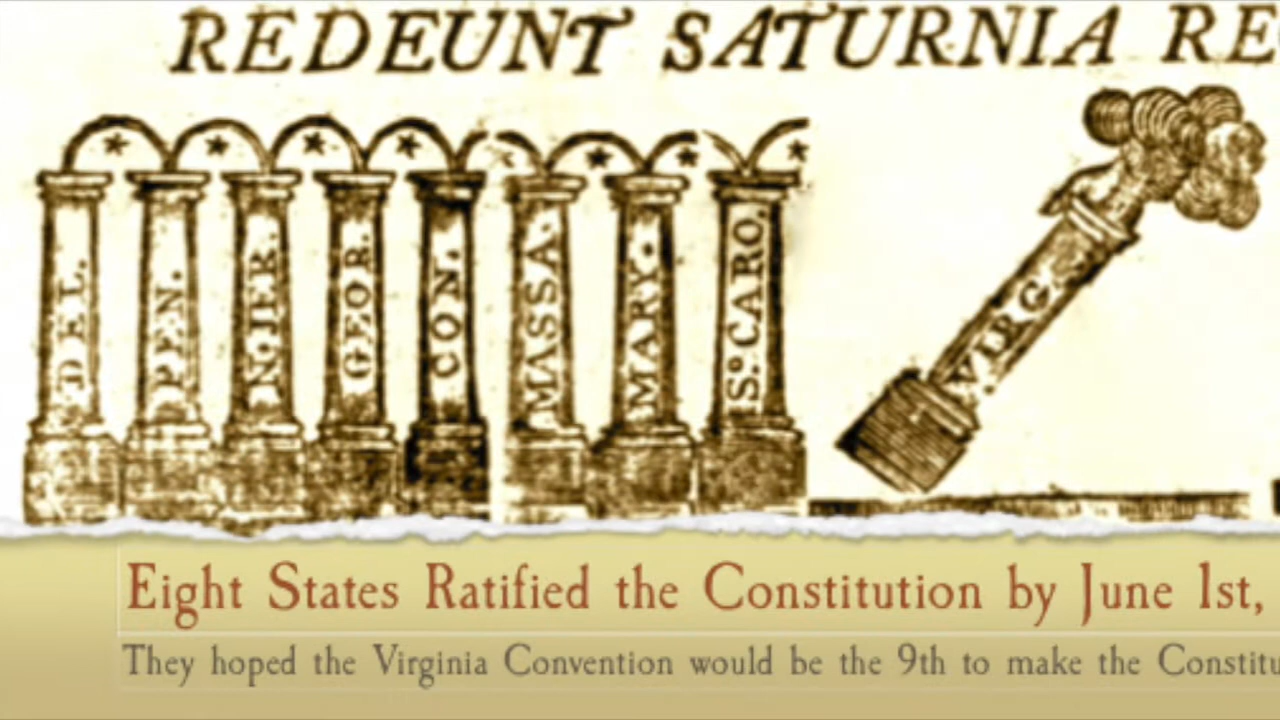 REDEUNT SATURNIA RE
DEL.
PEN.
N.JER.
GEOR.
CON.
MASSA.
MARY.
So. CARO.
VIRG.
Eight States Ratified the Constitution by June 1st,
They hoped the Virginia Convention would be the 9th to make the Constitu